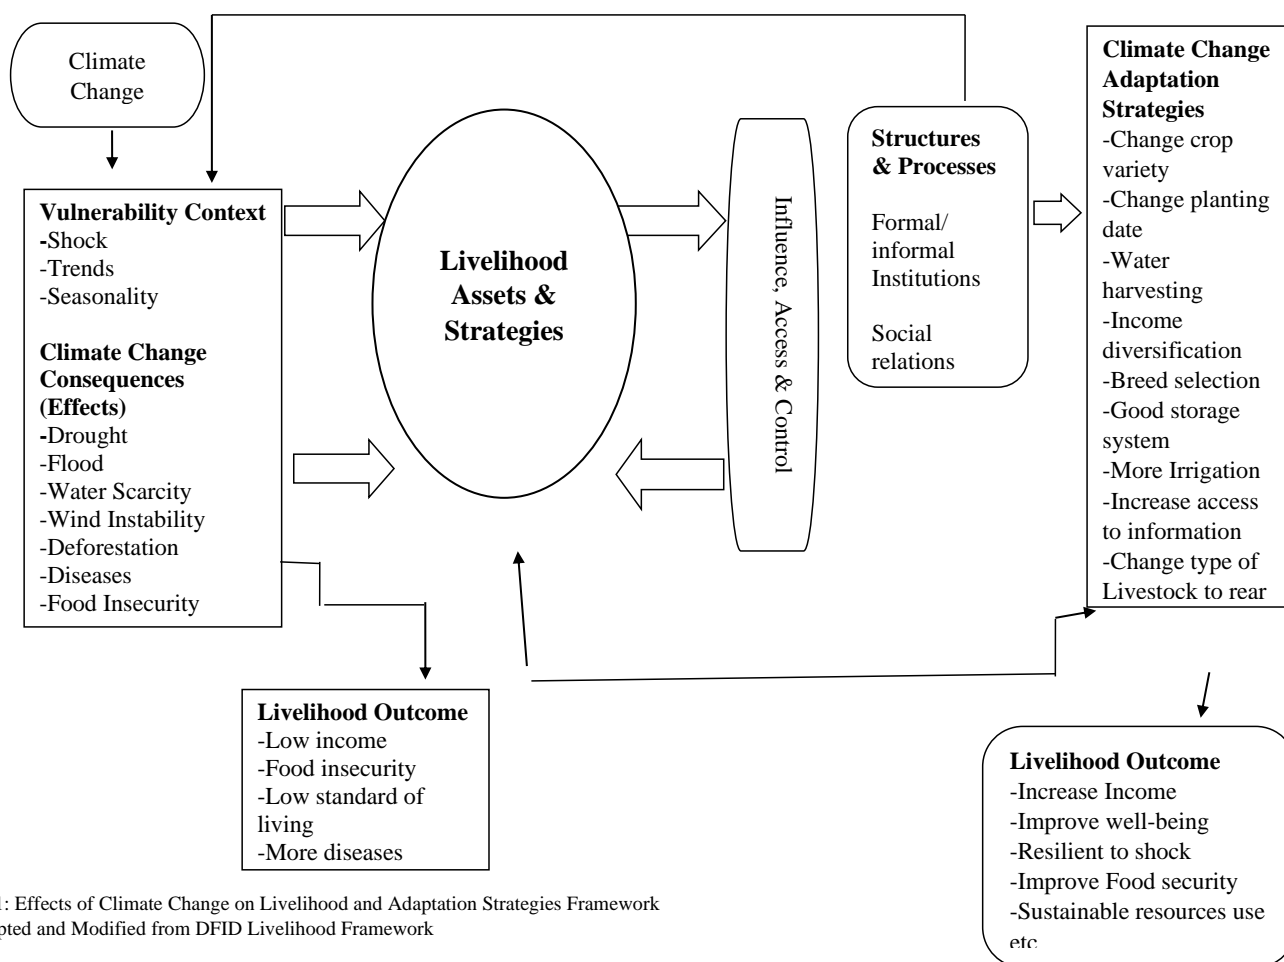 Climate
Change
Vulnerability Context
-Shock
-Trends
-Seasonality
Climate Change
Consequences
(Effects)
-Drought
-Flood
-Water Scarcity
-Wind Instability
-Deforestation
-Diseases
-Food Insecurity
Livelihood
Assets &
Strategies
Influence, Access & Control
Structures
& Processes
Formal/
informal
Institutions
Social
relations
Climate Change
Adaptation
Strategies
-Change crop
variety
-Change planting
date
-Water
harvesting
-Income
diversification
-Breed selection
-Good storage
system
-More Irrigation
-Increase access
to information
-Change type of
Livestock to rear
Livelihood Outcome
-Low income
-Food insecurity
-Low standard of
living
-More diseases
Livelihood Outcome
-Increase Income
-Improve well-being
-Resilient to shock
-Improve Food security
-Sustainable resources use
etc
1: Effects of Climate Change on Livelihood and Adaptation Strategies Framework
pted and Modified from DFID Livelihood Framework